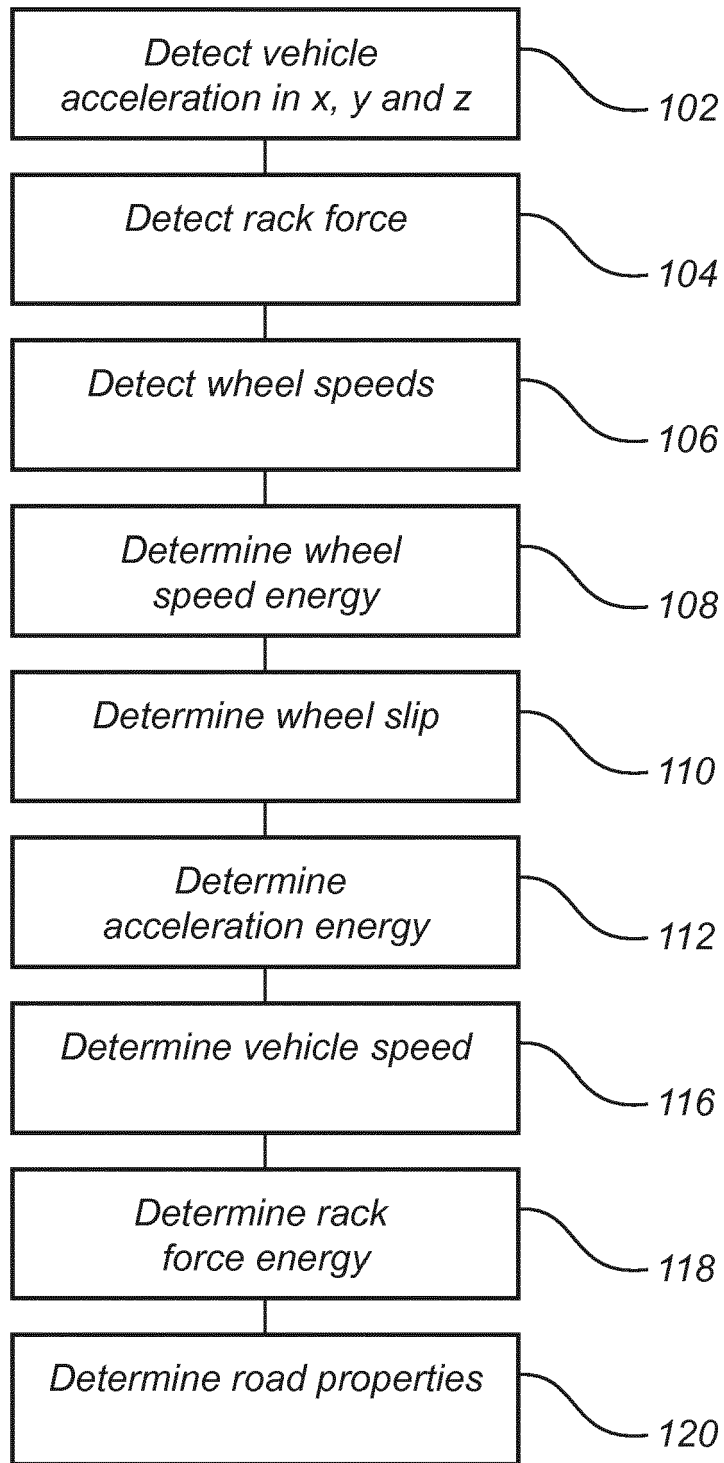 Detect vehicle
acceleration in x, y and z
102
Detect rack force
104
Detect wheel speeds
106
Determine wheel
speed energy
108
Determine wheel slip
110
Determine
acceleration energy
112
Determine vehicle speed
116
Determine rack
force energy
118
Determine road properties
120